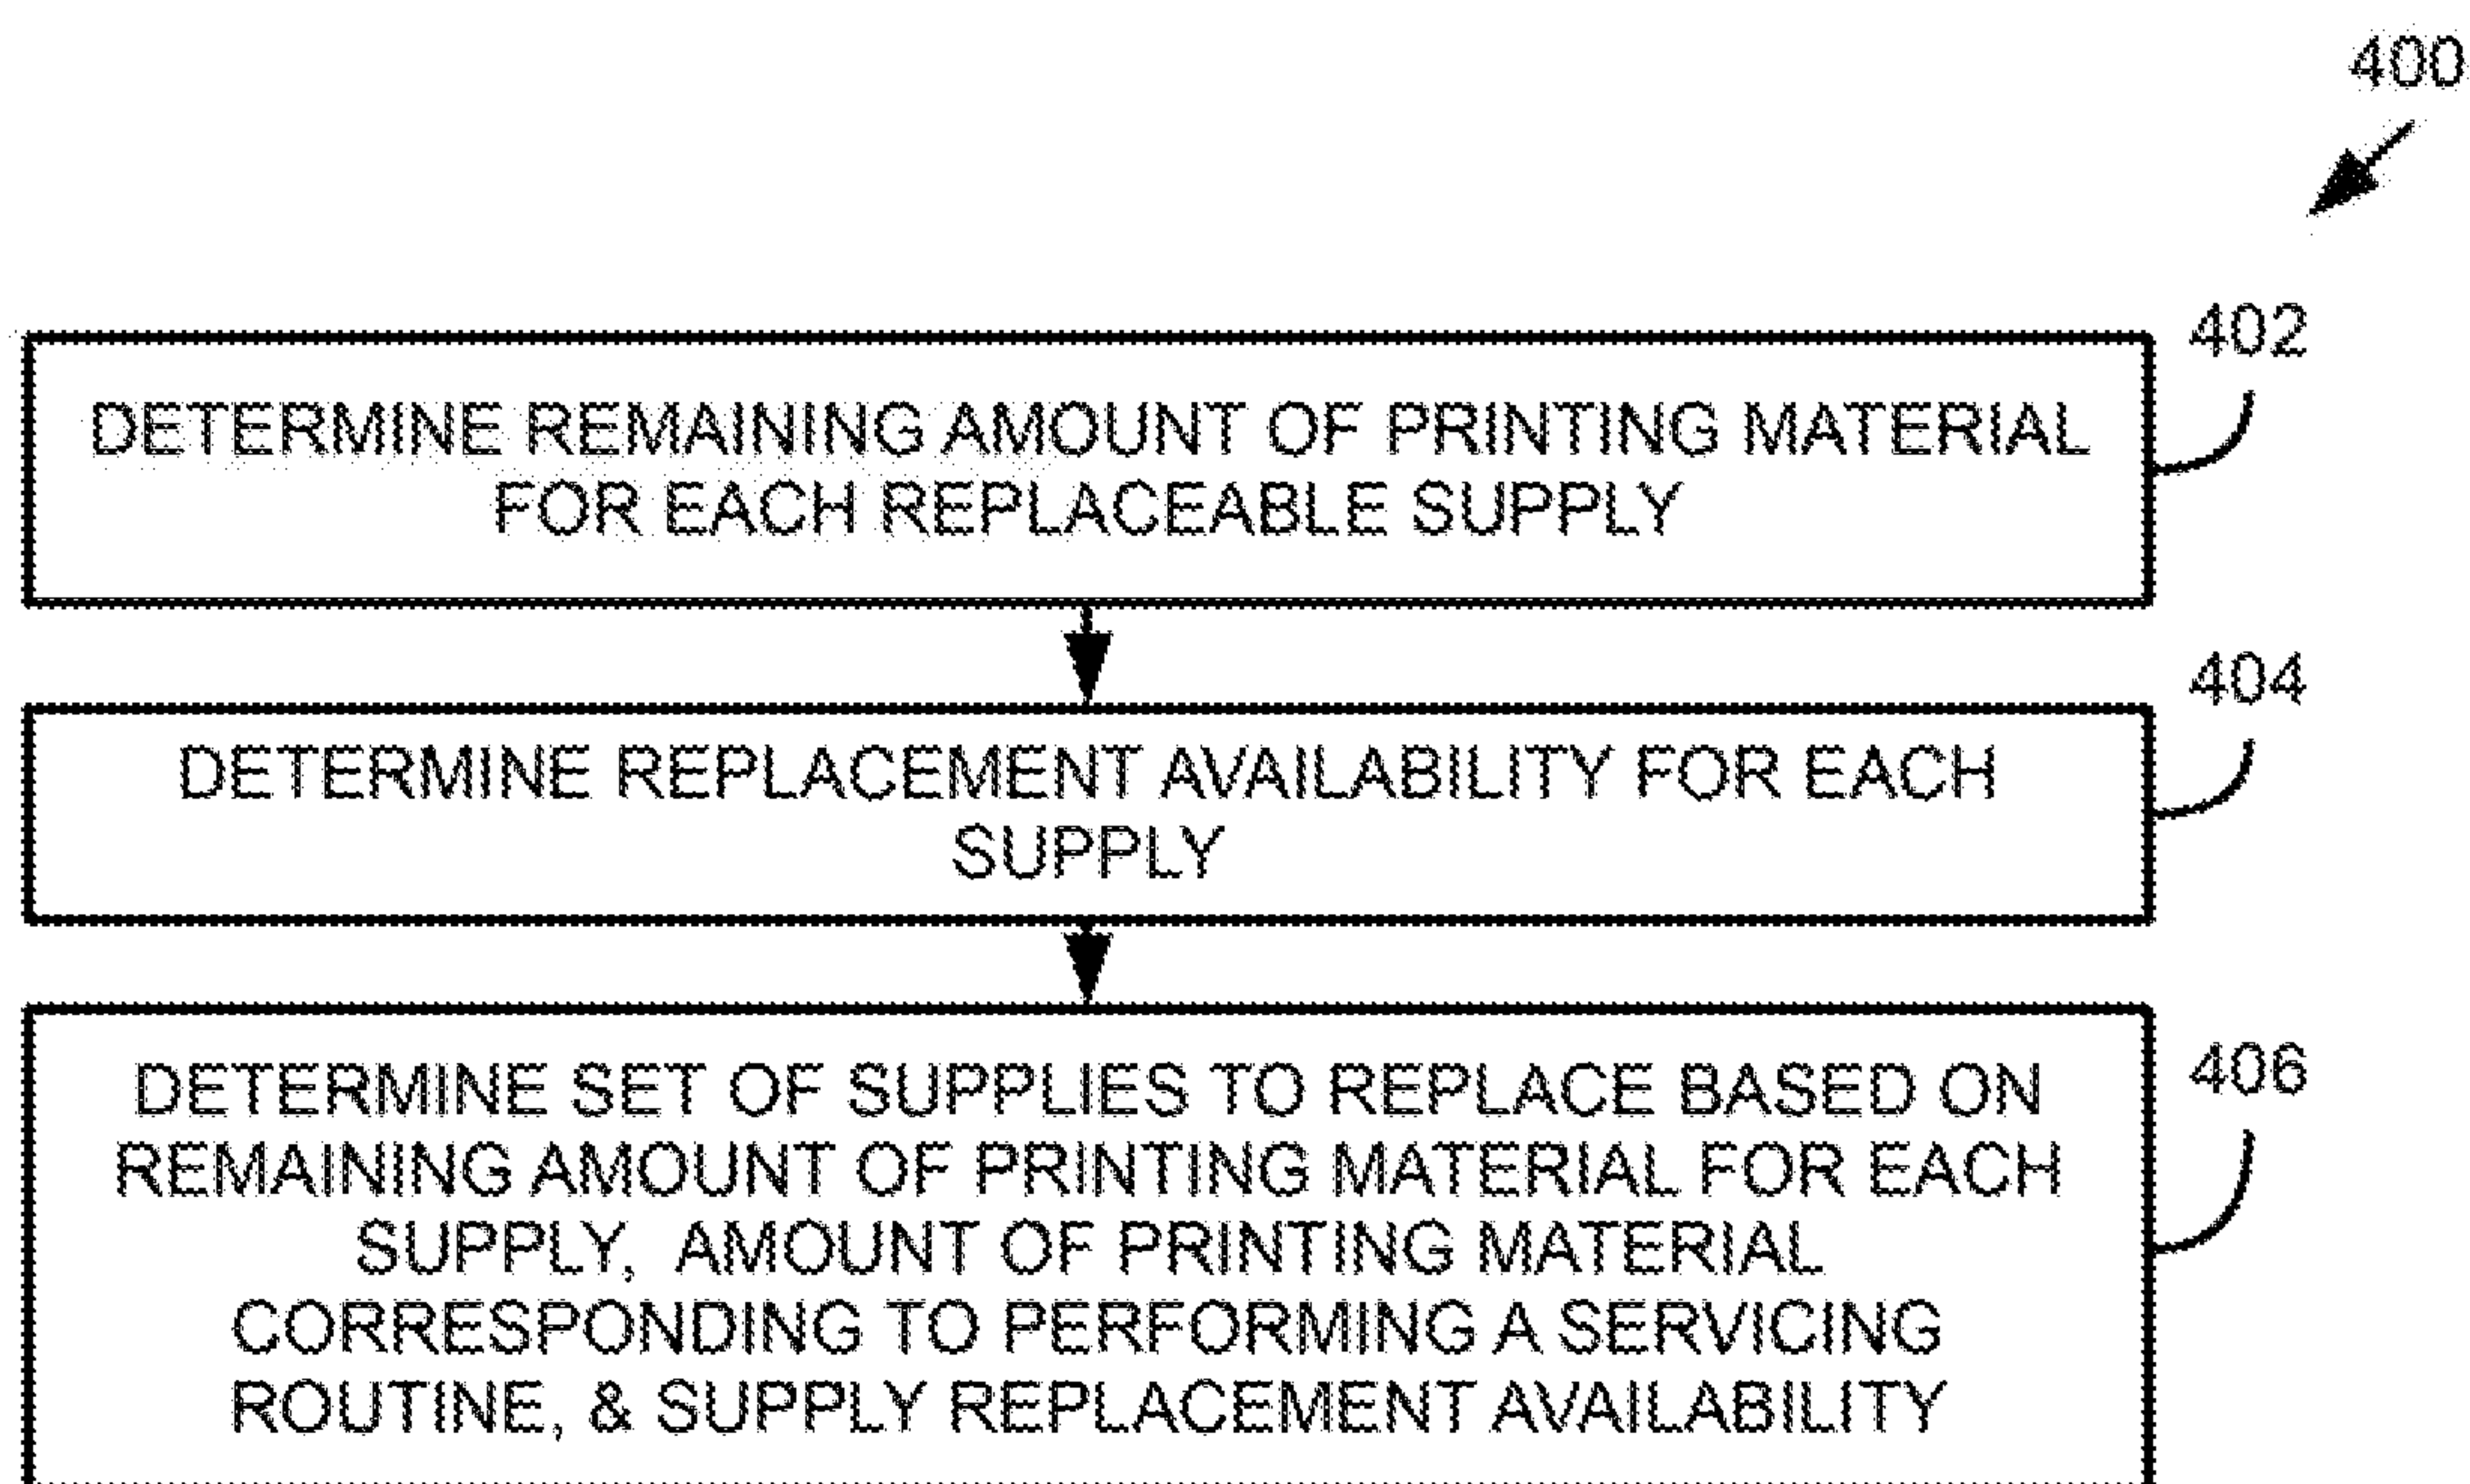 400
402
DETERMINE REMAINING AMOUNT OF PRINTING MATERIAL
FOR EACH REPLACEABLE SUPPLY
404
DETERMINE REPLACEMENT AVAILABILITY FOR EACH
SUPPLY
406
DETERMINE SET OF SUPPLIES TO REPLACE BASED ON
REMAINING AMOUNT OF PRINTING MATERIAL FOR EACH
SUPPLY, AMOUNT OF PRINTING MATERIAL
CORRESPONDING TO PERFORMING A SERVICING
ROUTINE, & SUPPLY REPLACEMENT AVAILABILITY